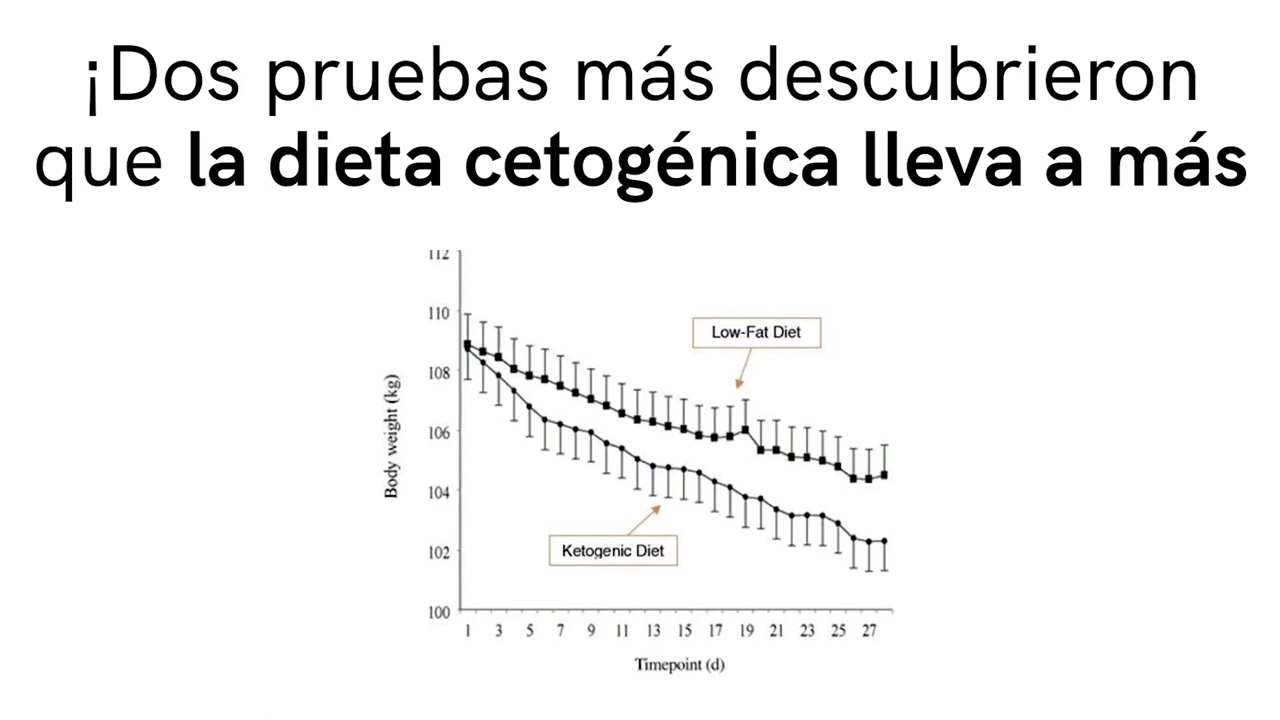 ¡Dos pruebas más descubrieron
que la dieta cetogénica lleva a más
112
110
108
106
104
102
100
Body weight (kg)
Low-Fat Diet
Ketogenic Diet
1 3 5 7 9 11 13 15 17 19 21 23 25 27
Timepoint (d)